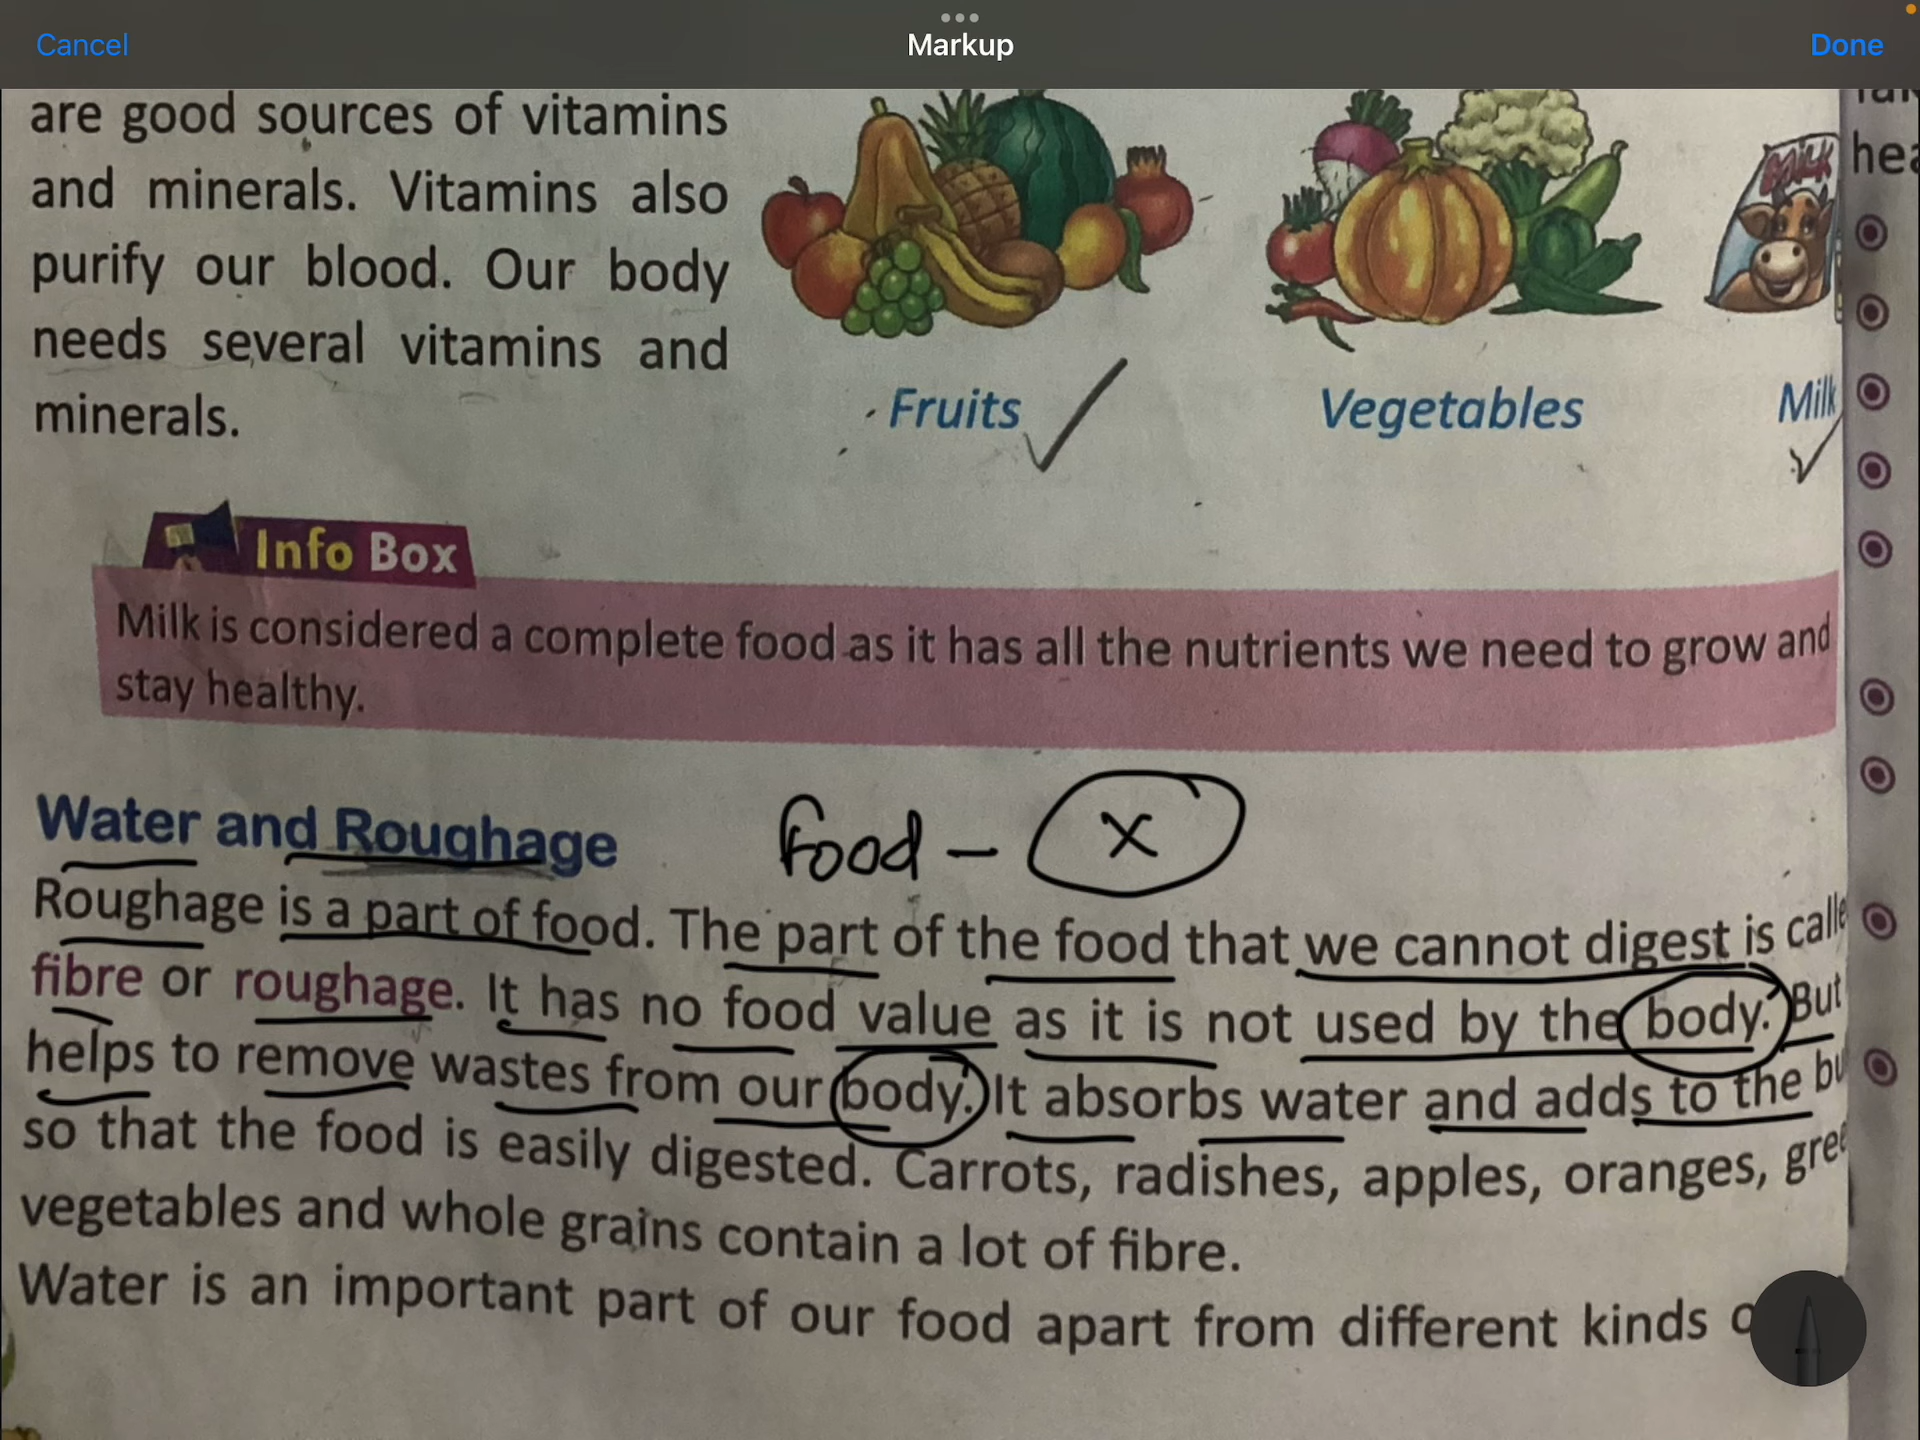 Cancel
Markup
Done
are good sources of vitamins
and minerals. Vitamins also
purify our blood. Our body
needs several vitamins and
minerals.
MILK
Fruits
Vegetables
Milk
Info Box
Milk is considered a complete food as it has all the nutrients we need to grow and
stay healthy.
Water and Roughage
food - x
Roughage is a part of food. The part of the food that we cannot digest is calle
fibre or roughage. It has no food value as it is not used by the body. But
helps to remove wastes from our body. It absorbs water and adds to the bu
so that the food is easily digested. Carrots, radishes, apples, oranges, gree
vegetables and whole grains contain a lot of fibre.
Water is an important part of our food apart from different kinds